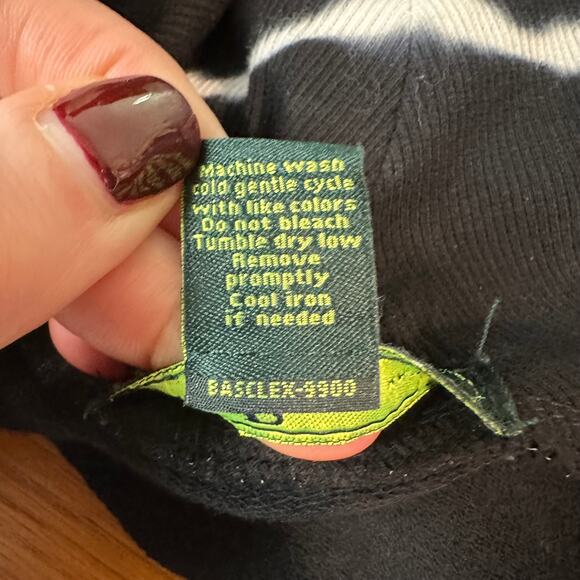 Machine wash
cold gentle cycle
with like colors
Do not bleach
Tumble dry low
Remove
promptly
Cool iron
if needed
BASCLEX-9900